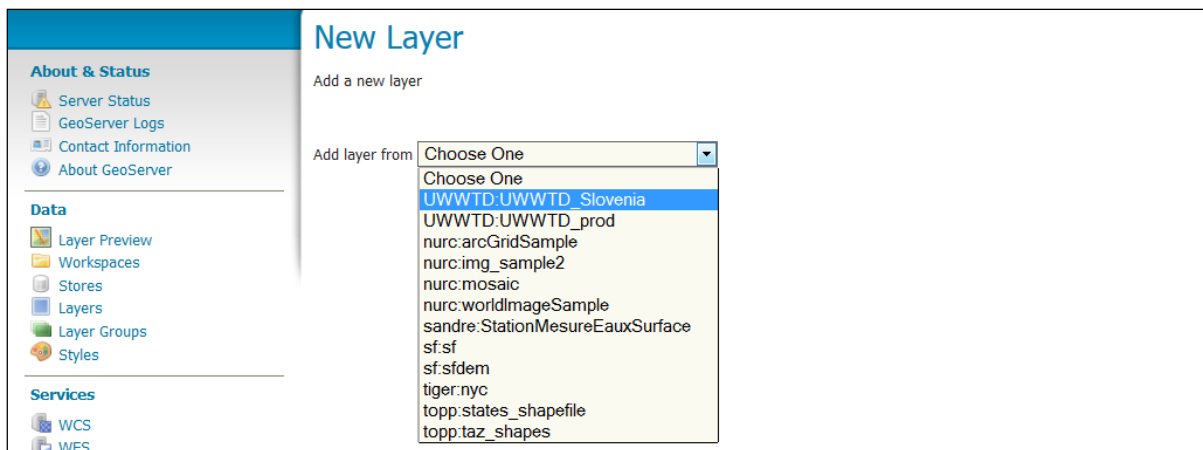 About & Status
Server Status
GeoServer Logs
Contact Information
About GeoServer
Data
Layer Preview
Workspaces
Stores
Layers
Layer Groups
Styles
Services
WCS
WFS
New Layer
Add a new layer
Add layer from Choose One
Choose One
UWWTD:UWWTD_Slovenia
UWWTD:UWWTD_prod
nurc:arcGridSample
nurc:img_sample2
nurc:mosaic
nurc:worldImageSample
sandre:StationMesureEauxSurface
sf:sf
sf:sfdem
tiger:nyc
topp:states_shapefile
topp:taz_shapes